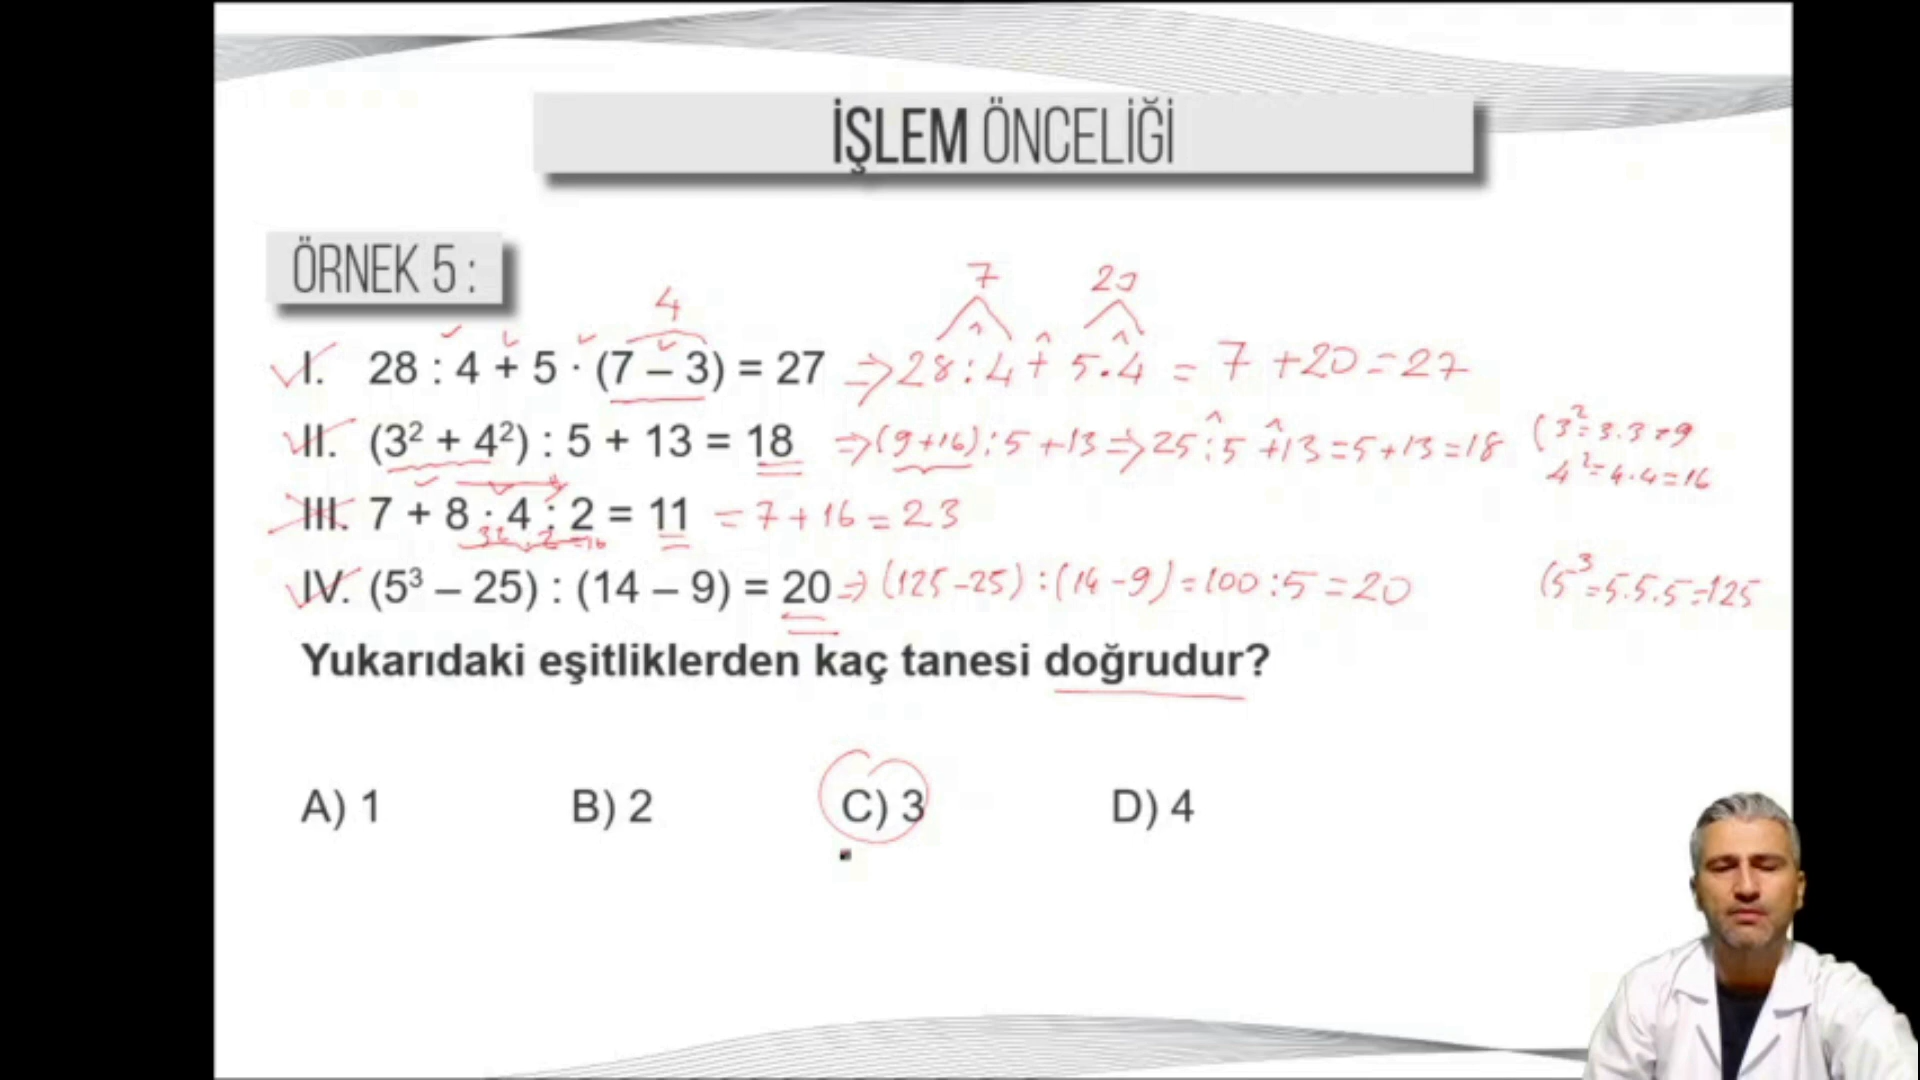 İŞLEM ÖNCELİĞİ
ÖRNEK 5 :
4
7 20
I. 28 : 4 + 5 · (7 – 3) = 27 ⇒ 28 : 4 + 5 · 4 = 7 + 20 = 27
II. (3² + 4²) : 5 + 13 = 18 ⇒ (9+16) : 5 + 13 ⇒ 25 : 5 + 13 = 5 + 13 = 18 (3² = 3.3 = 9
4² = 4.4 = 16
III. 7 + 8 · 4 : 2 = 11 = 7 + 16 = 23
32 : 2 = 16
IV. (5³ – 25) : (14 – 9) = 20 ⇒ (125 – 25) : (14 – 9) = 100 : 5 = 20 (5³ = 5.5.5 = 125
Yukarıdaki eşitliklerden kaç tanesi doğrudur?
A) 1 B) 2 C) 3 D) 4